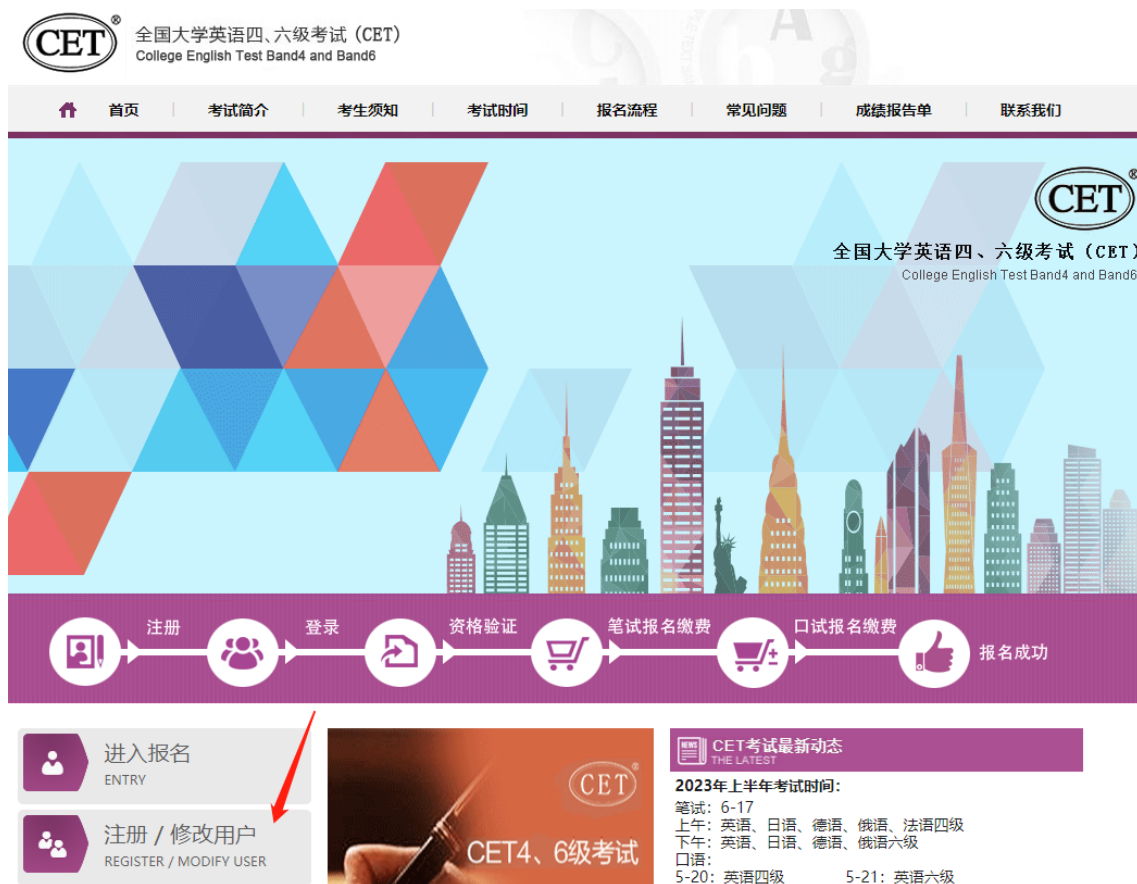 CET®
全国大学英语四、六级考试（CET）
College English Test Band4 and Band6
首页 考试简介 考生须知 考试时间 报名流程 常见问题 成绩报告单 联系我们
CET®
全国大学英语四、六级考试（CET）
College English Test Band4 and Band6
注册 登录 资格验证 笔试报名缴费 口试报名缴费 报名成功
进入报名
ENTRY
注册 / 修改用户
REGISTER / MODIFY USER
CET®
CET4、6级考试
NEWS
CET考试最新动态
THE LATEST
2023年上半年考试时间：
笔试：6-17
上午：英语、日语、德语、俄语、法语四级
下午：英语、日语、德语、俄语六级
口语：
5-20：英语四级 5-21：英语六级